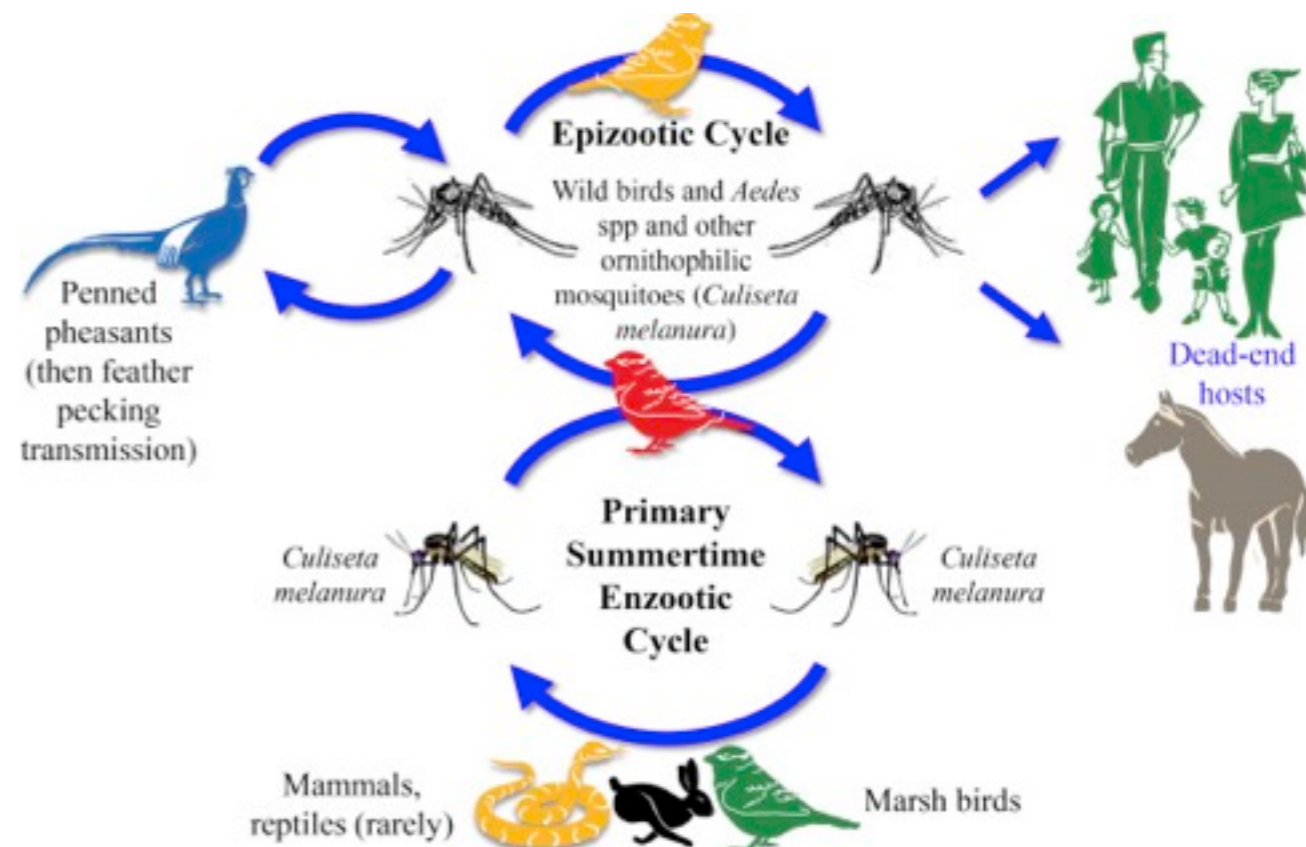 Epizootic Cycle
Wild birds and Aedes
spp and other
ornithophilic
mosquitoes (Culiseta
melanura)
Penned
pheasants
(then feather
pecking
transmission)
Dead-end
hosts
Primary
Summertime
Enzootic
Cycle
Culiseta
melanura
Culiseta
melanura
Mammals,
reptiles (rarely)
Marsh birds